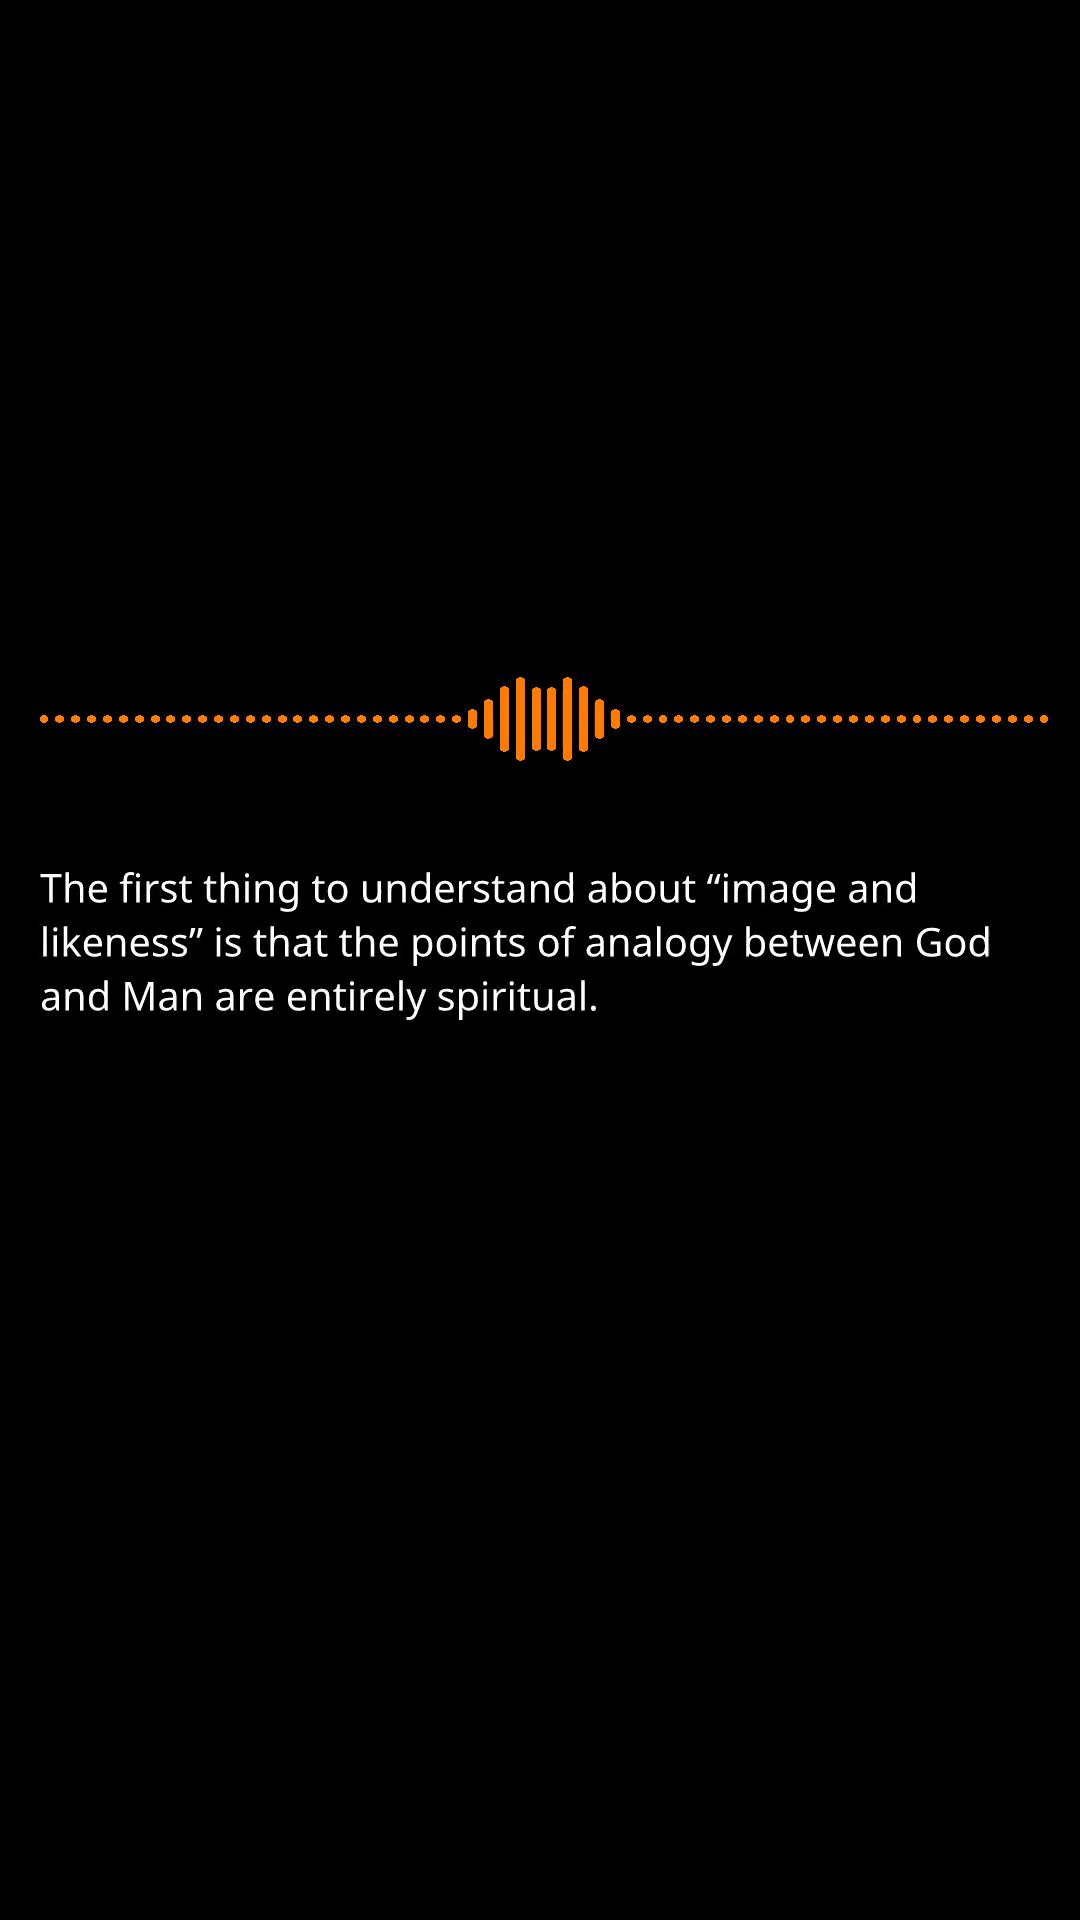 The first thing to understand about “image and
likeness” is that the points of analogy between God
and Man are entirely spiritual.